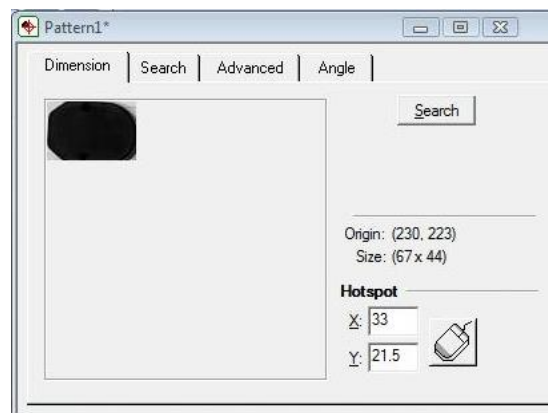 Pattern1*
Dimension Search Advanced Angle
Search
Origin: (230, 223)
Size: (67 x 44)
Hotspot
X: 33
Y: 21.5